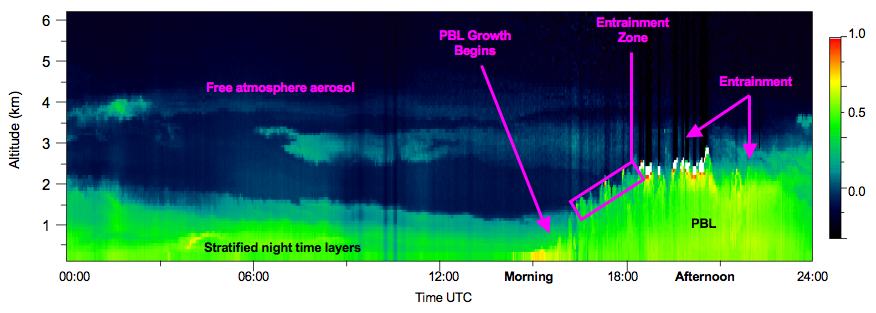 6
5
4
3
2
1
Altitude (km)
PBL Growth
Begins
Entrainment
Zone
Free atmosphere aerosol
Entrainment
Stratified night time layers
PBL
1.0
0.5
0.0
00:00
06:00
12:00
Morning
18:00
Afternoon
24:00
Time UTC